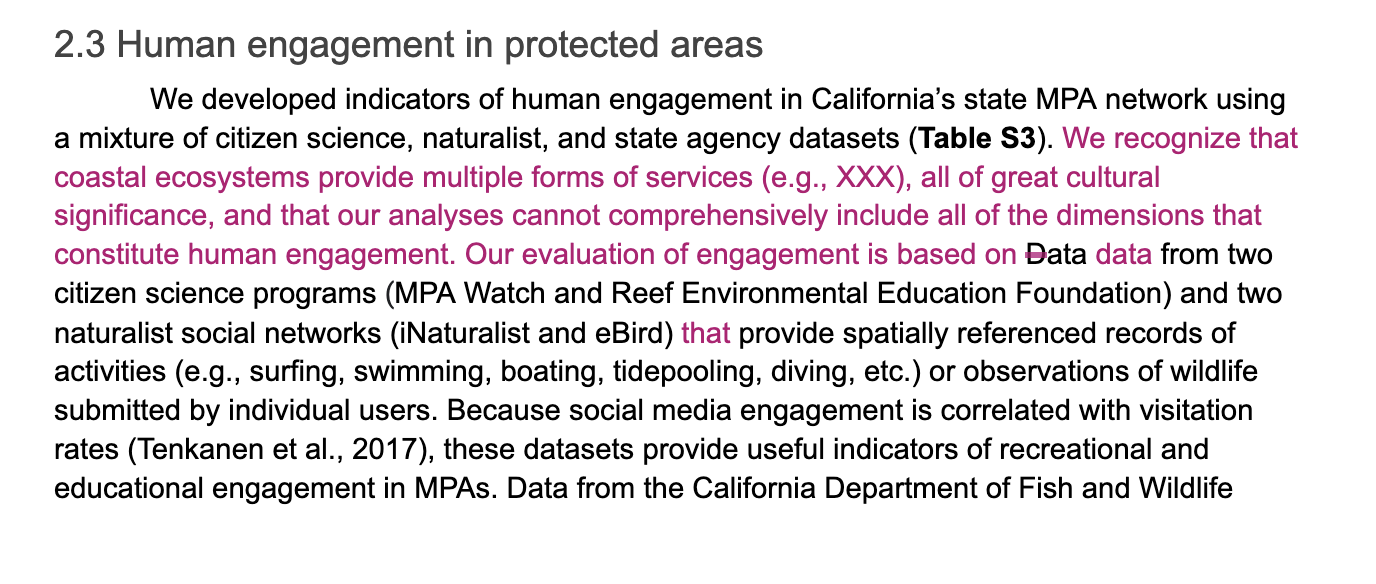 2.3 Human engagement in protected areas
We developed indicators of human engagement in California’s state MPA network using
a mixture of citizen science, naturalist, and state agency datasets (Table S3). We recognize that
coastal ecosystems provide multiple forms of services (e.g., XXX), all of great cultural
significance, and that our analyses cannot comprehensively include all of the dimensions that
constitute human engagement. Our evaluation of engagement is based on Data data from two
citizen science programs (MPA Watch and Reef Environmental Education Foundation) and two
naturalist social networks (iNaturalist and eBird) that provide spatially referenced records of
activities (e.g., surfing, swimming, boating, tidepooling, diving, etc.) or observations of wildlife
submitted by individual users. Because social media engagement is correlated with visitation
rates (Tenkanen et al., 2017), these datasets provide useful indicators of recreational and
educational engagement in MPAs. Data from the California Department of Fish and Wildlife